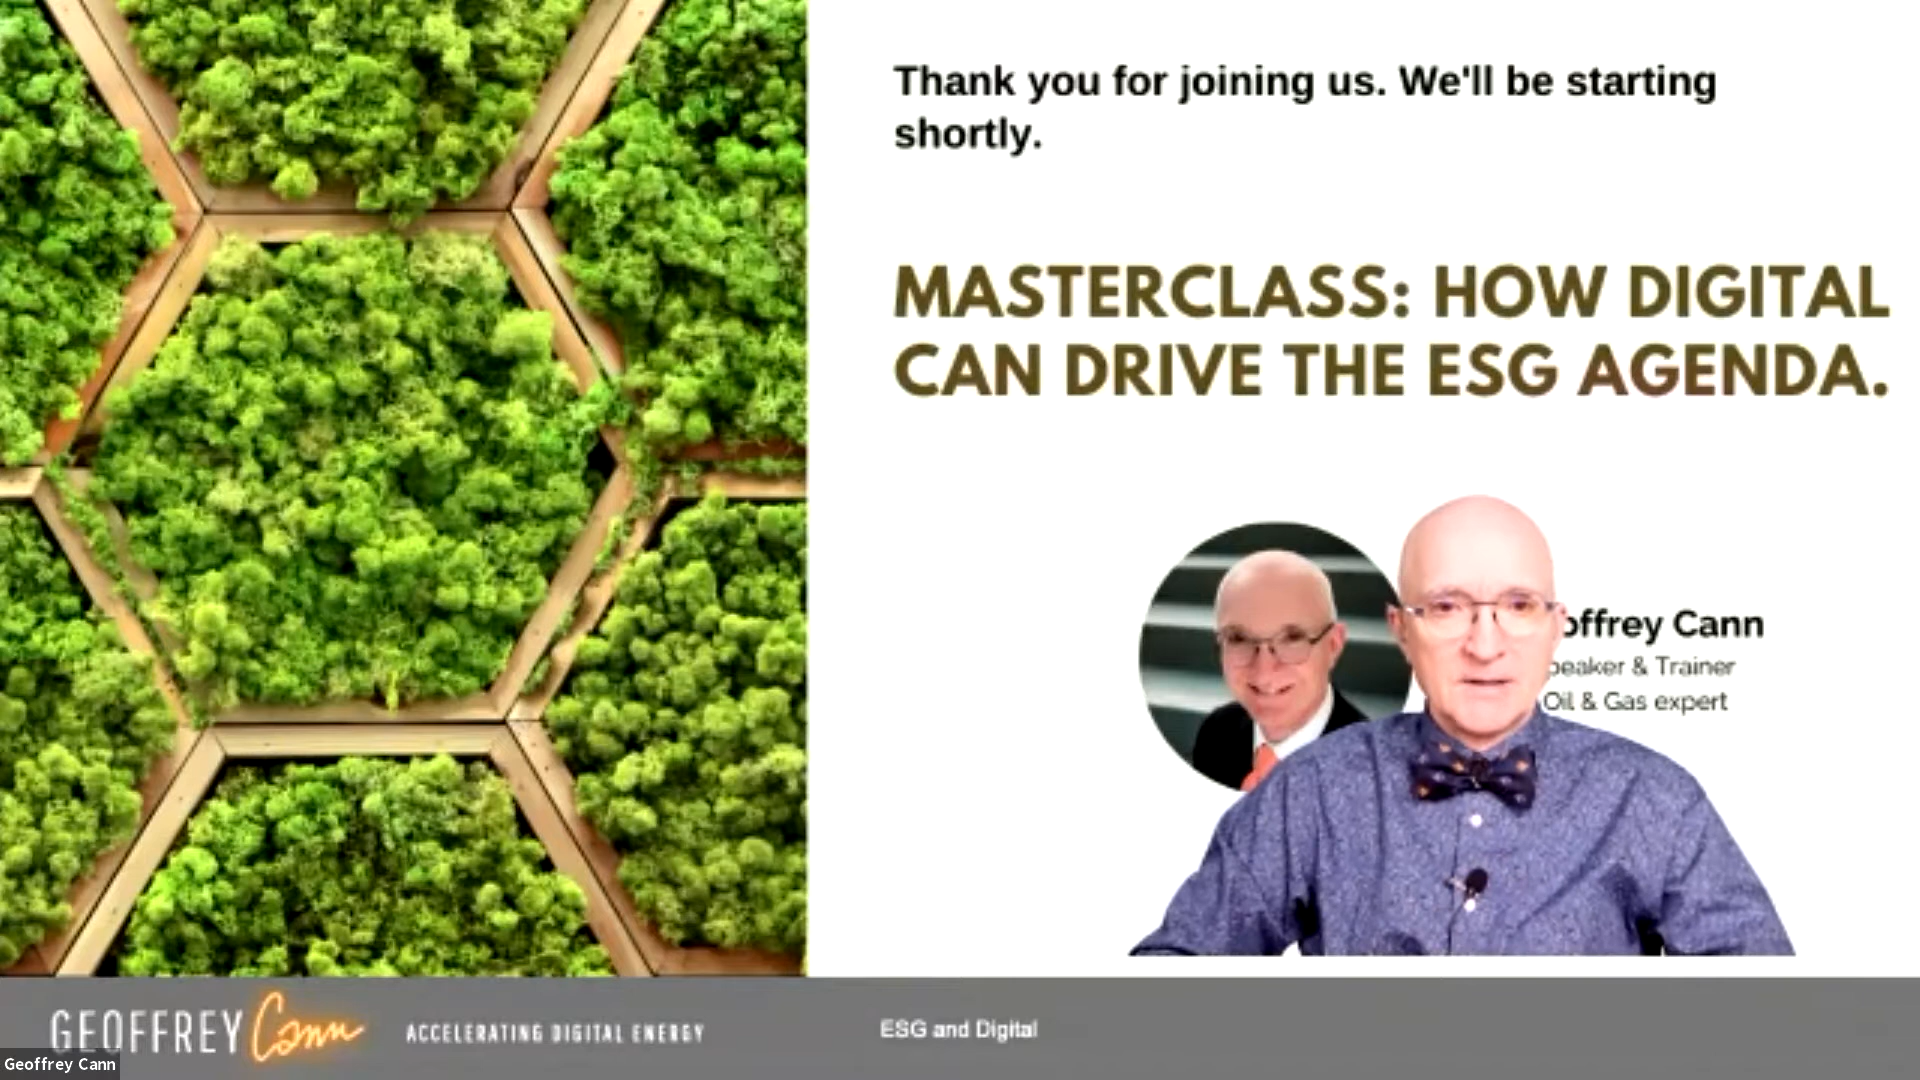 Thank you for joining us. We'll be starting
shortly.
MASTERCLASS: HOW DIGITAL
CAN DRIVE THE ESG AGENDA.
offrey Cann
peaker & Trainer
Oil & Gas expert
GEOFFREY Cann
ACCELERATING DIGITAL ENERGY
ESG and Digital
Geoffrey Cann